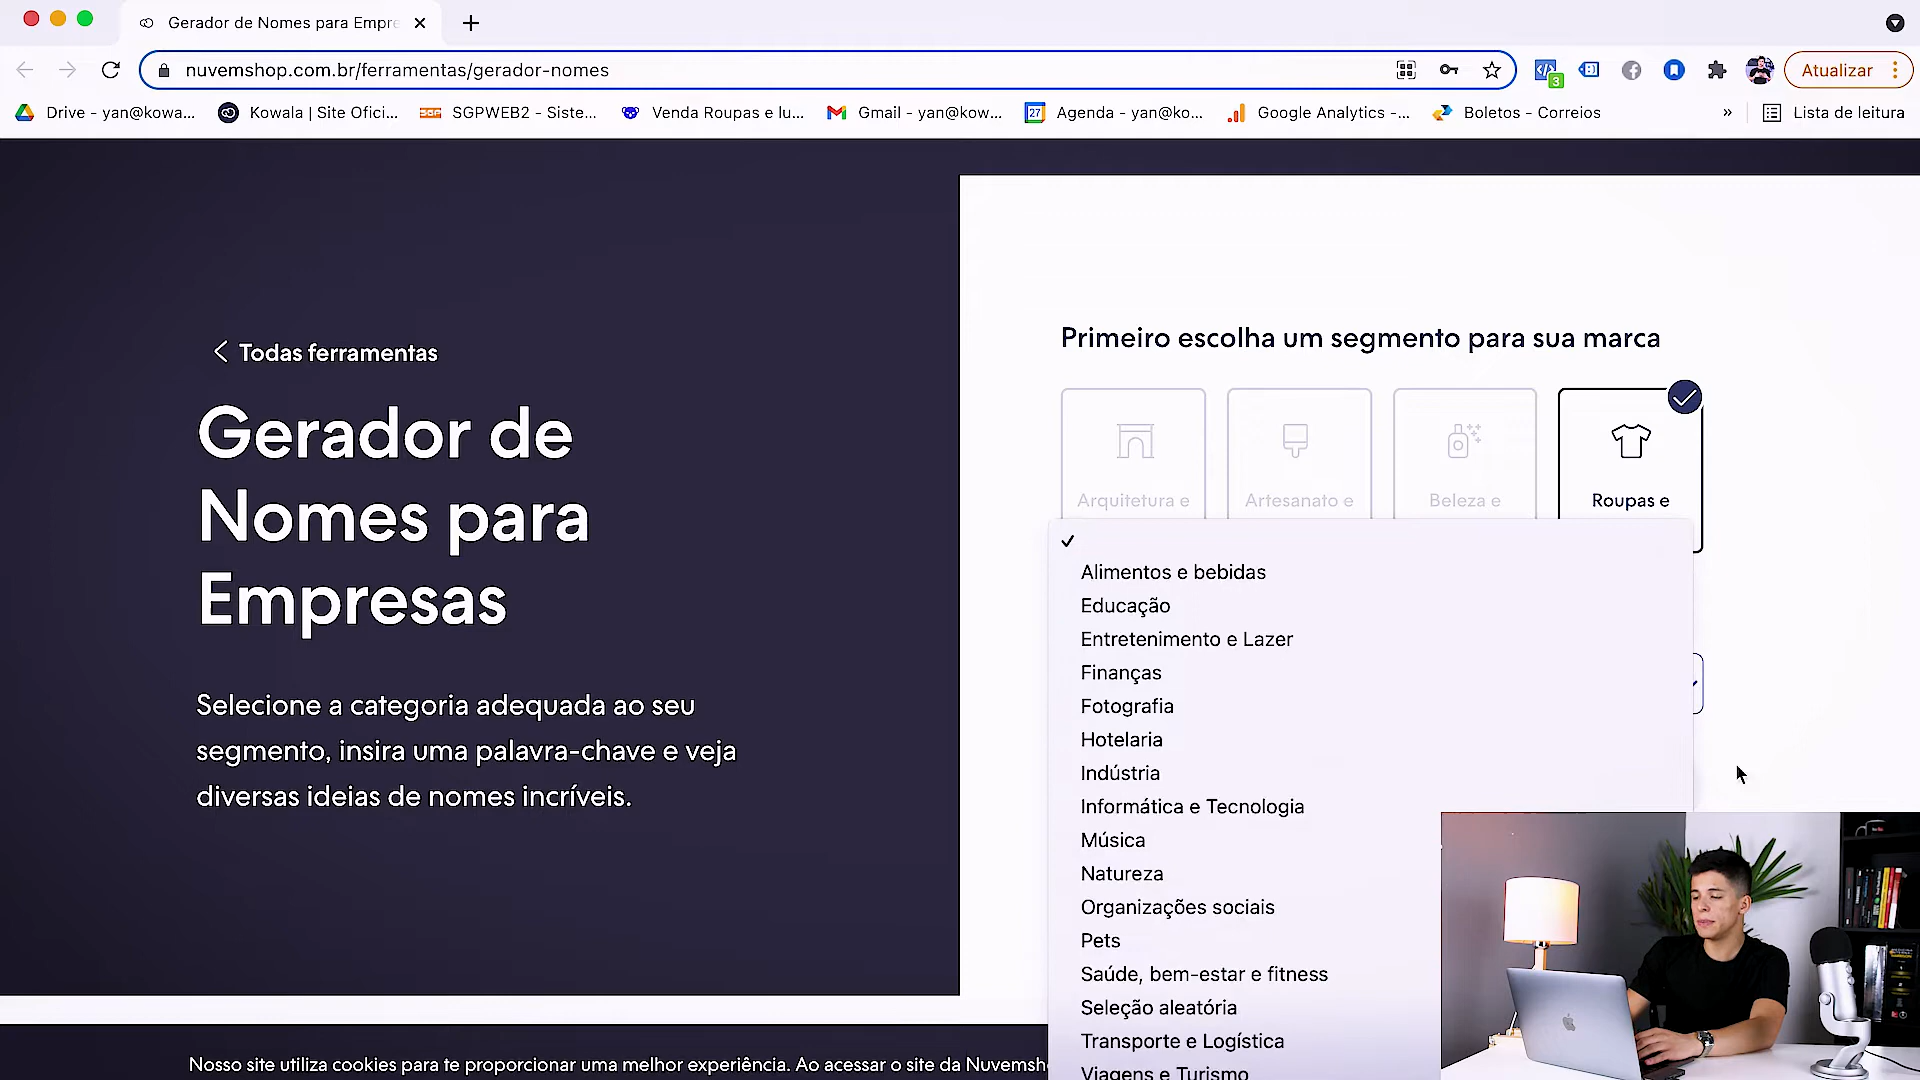 Gerador de Nomes para Empre
nuvemshop.com.br/ferramentas/gerador-nomes
3
Atualizar
Drive - yan@kowa...
Kowala | Site Ofici...
SGPWEB2 - Siste...
Venda Roupas e lu...
Gmail - yan@kow...
27
Agenda - yan@ko...
Google Analytics -...
Boletos - Correios
»
Lista de leitura
Todas ferramentas
Gerador de
Nomes para
Empresas
Selecione a categoria adequada ao seu
segmento, insira uma palavra-chave e veja
diversas ideias de nomes incríveis.
Primeiro escolha um segmento para sua marca
Arquitetura e
Artesanato e
Beleza e
Roupas e
Alimentos e bebidas
Educação
Entretenimento e Lazer
Finanças
Fotografia
Hotelaria
Indústria
Informática e Tecnologia
Música
Natureza
Organizações sociais
Pets
Saúde, bem-estar e fitness
Seleção aleatória
Transporte e Logística
Viagens e Turismo
Nosso site utiliza cookies para te proporcionar uma melhor experiência. Ao acessar o site da Nuvemsh